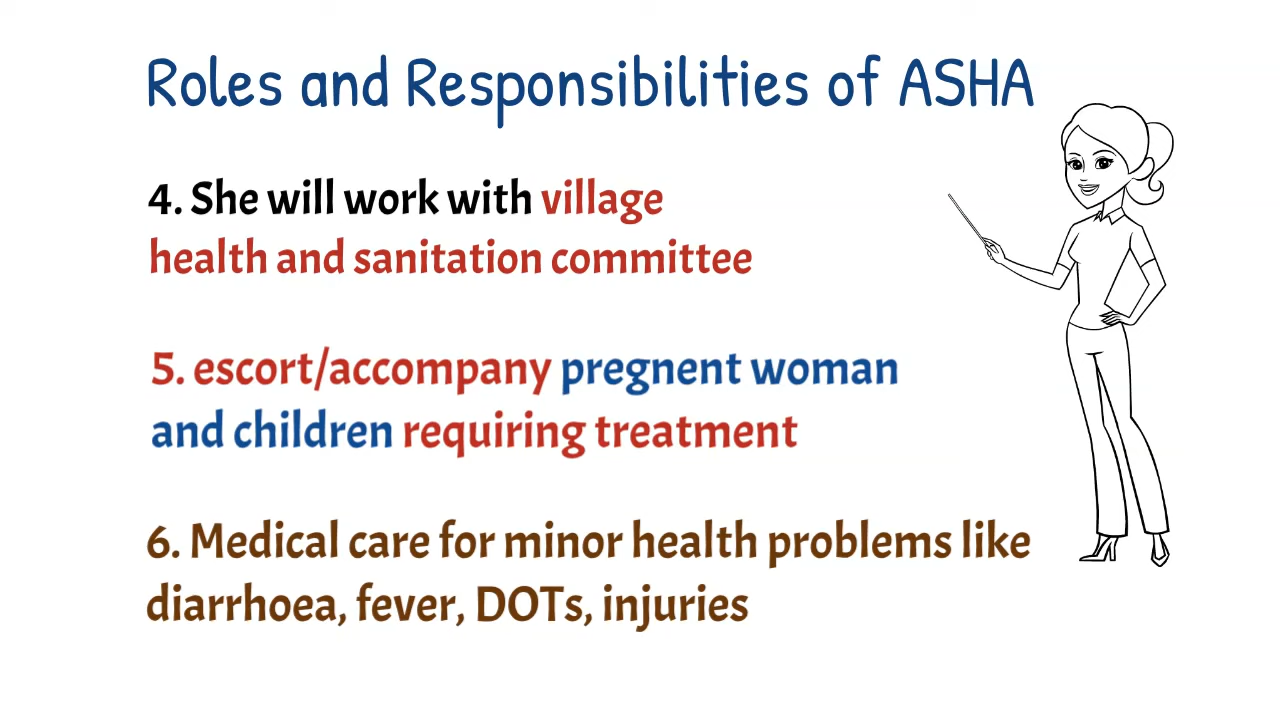 Roles and Responsibilities of ASHA
4. She will work with village
health and sanitation committee
5. escort/accompany pregnent woman
and children requiring treatment
6. Medical care for minor health problems like
diarrhoea, fever, DOTs, injuries